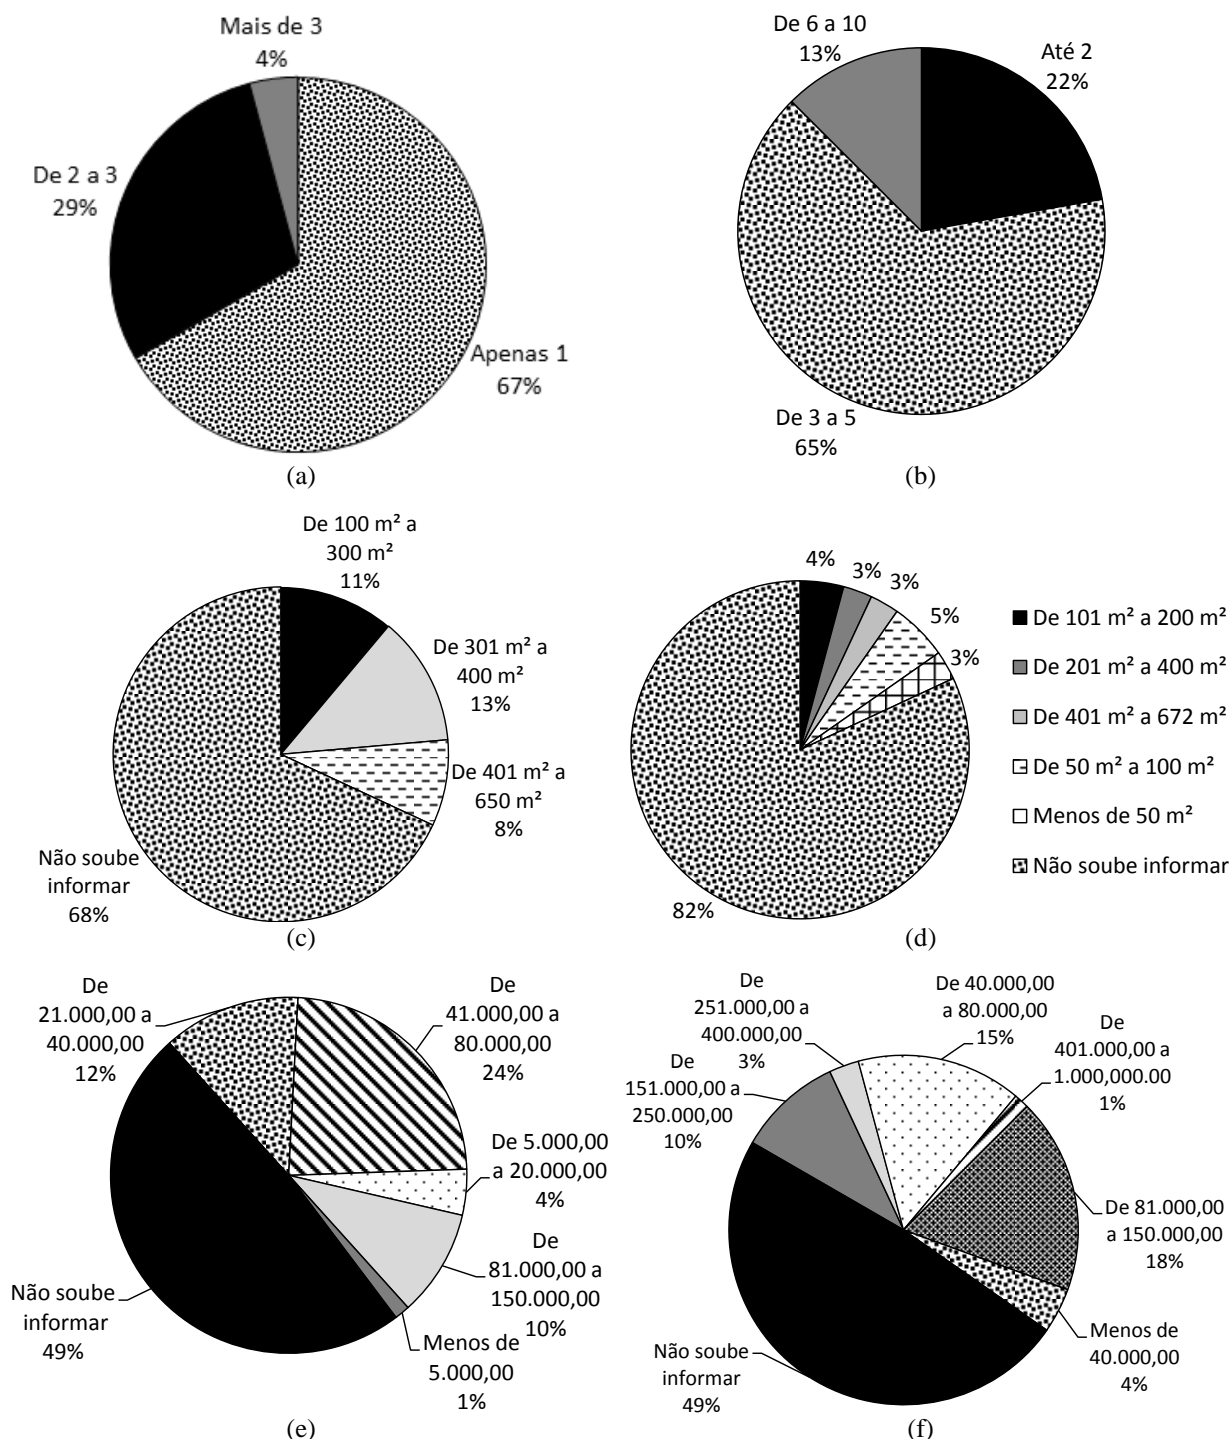 Mais de 3
4%
De 2 a 3
29%
Apenas 1
67%
(a)
De 6 a 10
13%
Até 2
22%
De 3 a 5
65%
(b)
De 100 m² a
300 m²
11%
De 301 m² a
400 m²
13%
De 401 m² a
650 m²
8%
Não soube
informar
68%
(c)
4%
3%
3%
5%
3%
82%
De 101 m² a 200 m²
De 201 m² a 400 m²
De 401 m² a 672 m²
De 50 m² a 100 m²
Menos de 50 m²
Não soube informar
(d)
De
21.000,00 a
40.000,00
12%
De
41.000,00 a
80.000,00
24%
De 5.000,00
a 20.000,00
4%
De
81.000,00 a
150.000,00
10%
Menos de
5.000,00
1%
Não soube
informar
49%
(e)
De
251.000,00 a
400.000,00
3%
De 40.000,00
a 80.000,00
15%
De
401.000,00 a
1.000,000.00
1%
De
151.000,00 a
250.000,00
10%
De 81.000,00
a 150.000,00
18%
Menos de
40.000,00
4%
Não soube
informar
49%
(f)